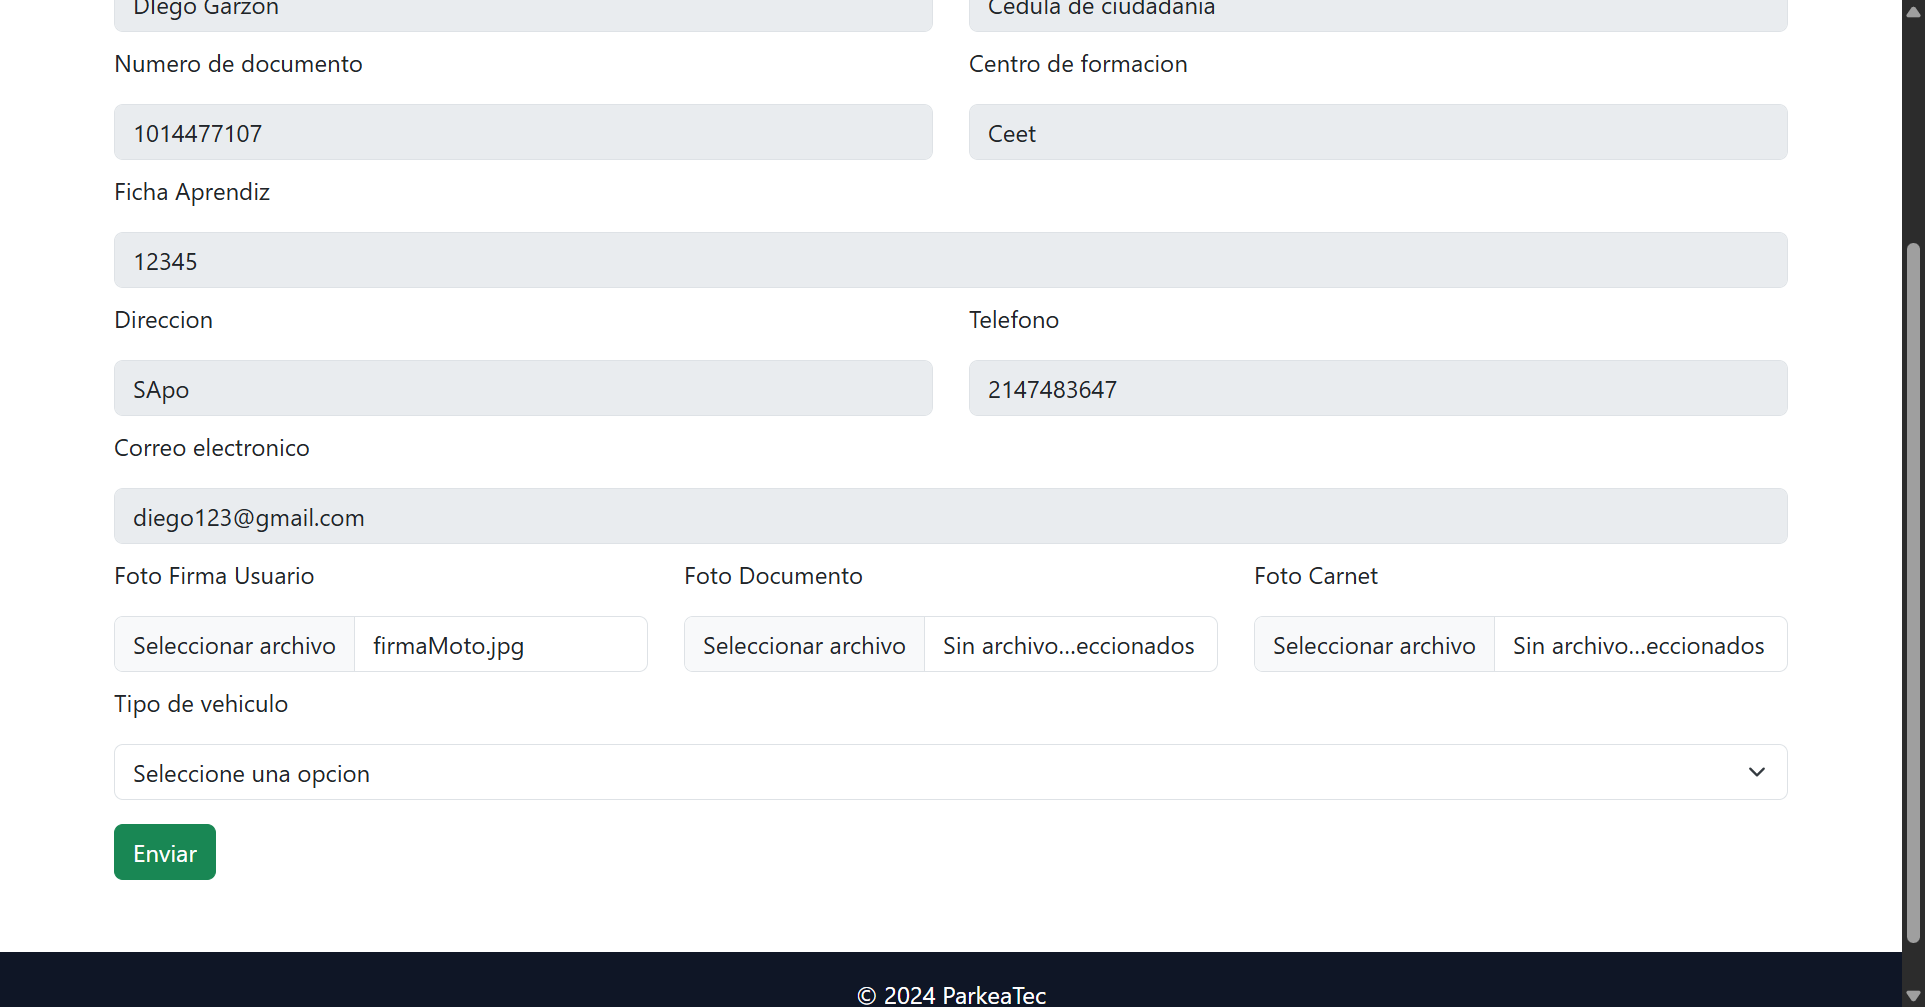 DIego Garzon
Cedula de ciudadania
Numero de documento
Centro de formacion
1014477107
Ceet
Ficha Aprendiz
12345
Direccion
Telefono
SApo
2147483647
Correo electronico
diego123@gmail.com
Foto Firma Usuario
Foto Documento
Foto Carnet
Seleccionar archivo firmaMoto.jpg
Seleccionar archivo Sin archivo...eccionados
Seleccionar archivo Sin archivo...eccionados
Tipo de vehiculo
Seleccione una opcion
Enviar
© 2024 ParkeaTec